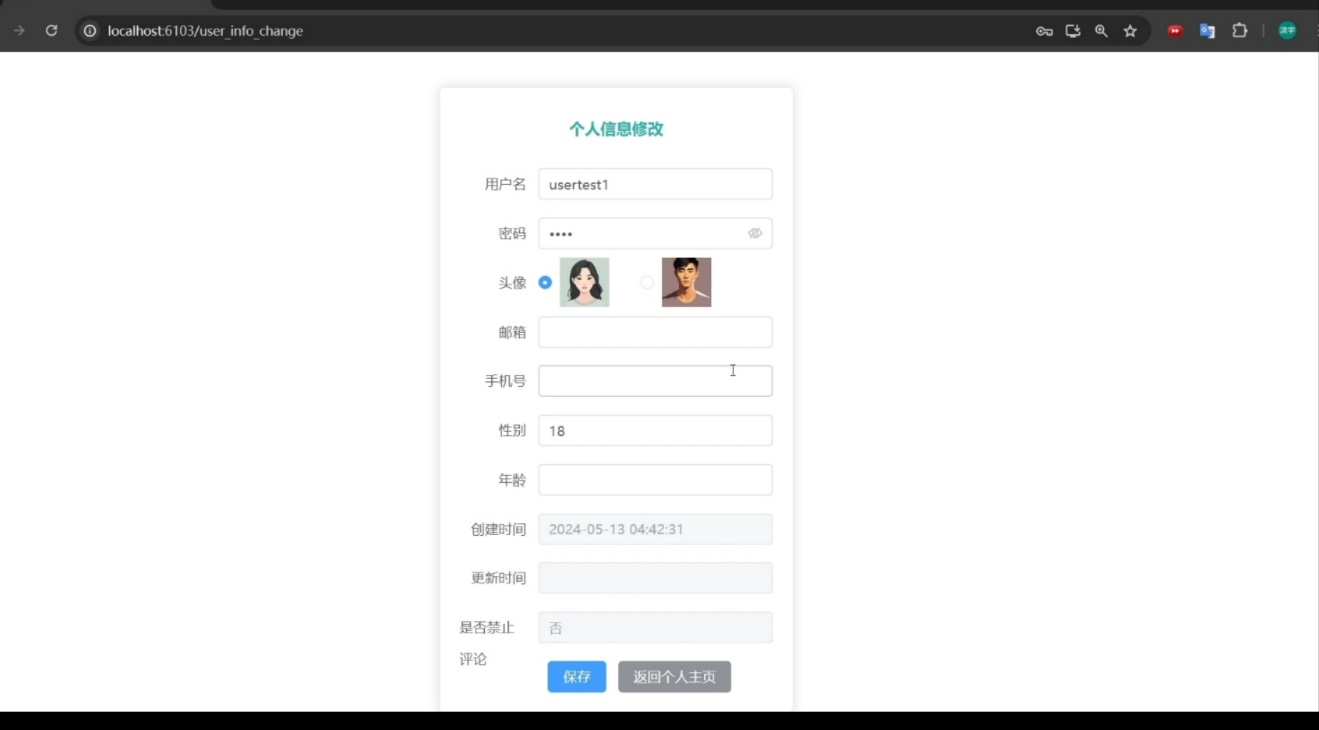 localhost:6103/user_info_change
个人信息修改
用户名 usertest1
密码 ••••
头像
邮箱
手机号
性别 18
年龄
创建时间 2024-05-13 04:42:31
更新时间
是否禁止 否
评论
保存 返回个人主页